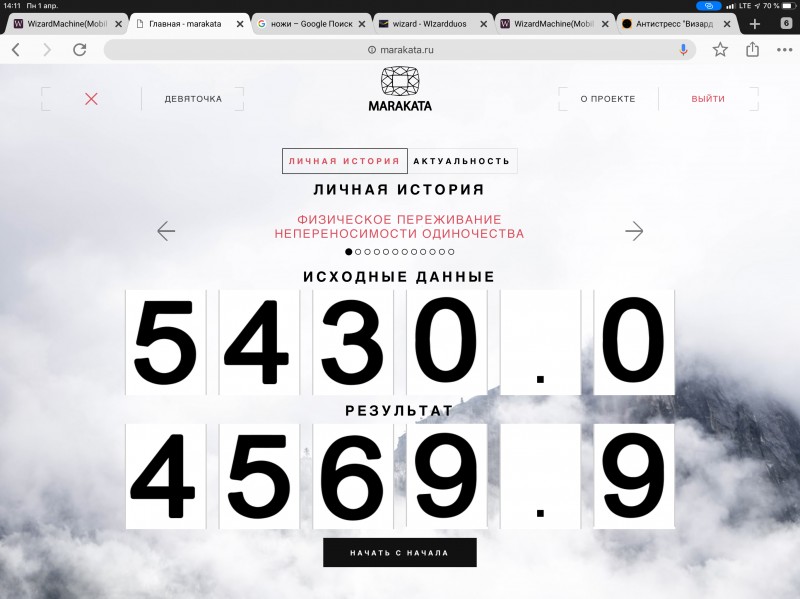 14:11 Пн 1 апр. LTE 70 %
WizardMachine(Mobil Главная - marakata ножи – Google Поиск wizard - WIzardduos WizardMachine(Mobil Антистресс "Визард 6
marakata.ru
ДЕВЯТОЧКА MARAKATA О ПРОЕКТЕ ВЫЙТИ
ЛИЧНАЯ ИСТОРИЯ АКТУАЛЬНОСТЬ
ЛИЧНАЯ ИСТОРИЯ
ФИЗИЧЕСКОЕ ПЕРЕЖИВАНИЕ
НЕПЕРЕНОСИМОСТИ ОДИНОЧЕСТВА
ИСХОДНЫЕ ДАННЫЕ
5430.0
РЕЗУЛЬТАТ
4569.9
НАЧАТЬ С НАЧАЛА